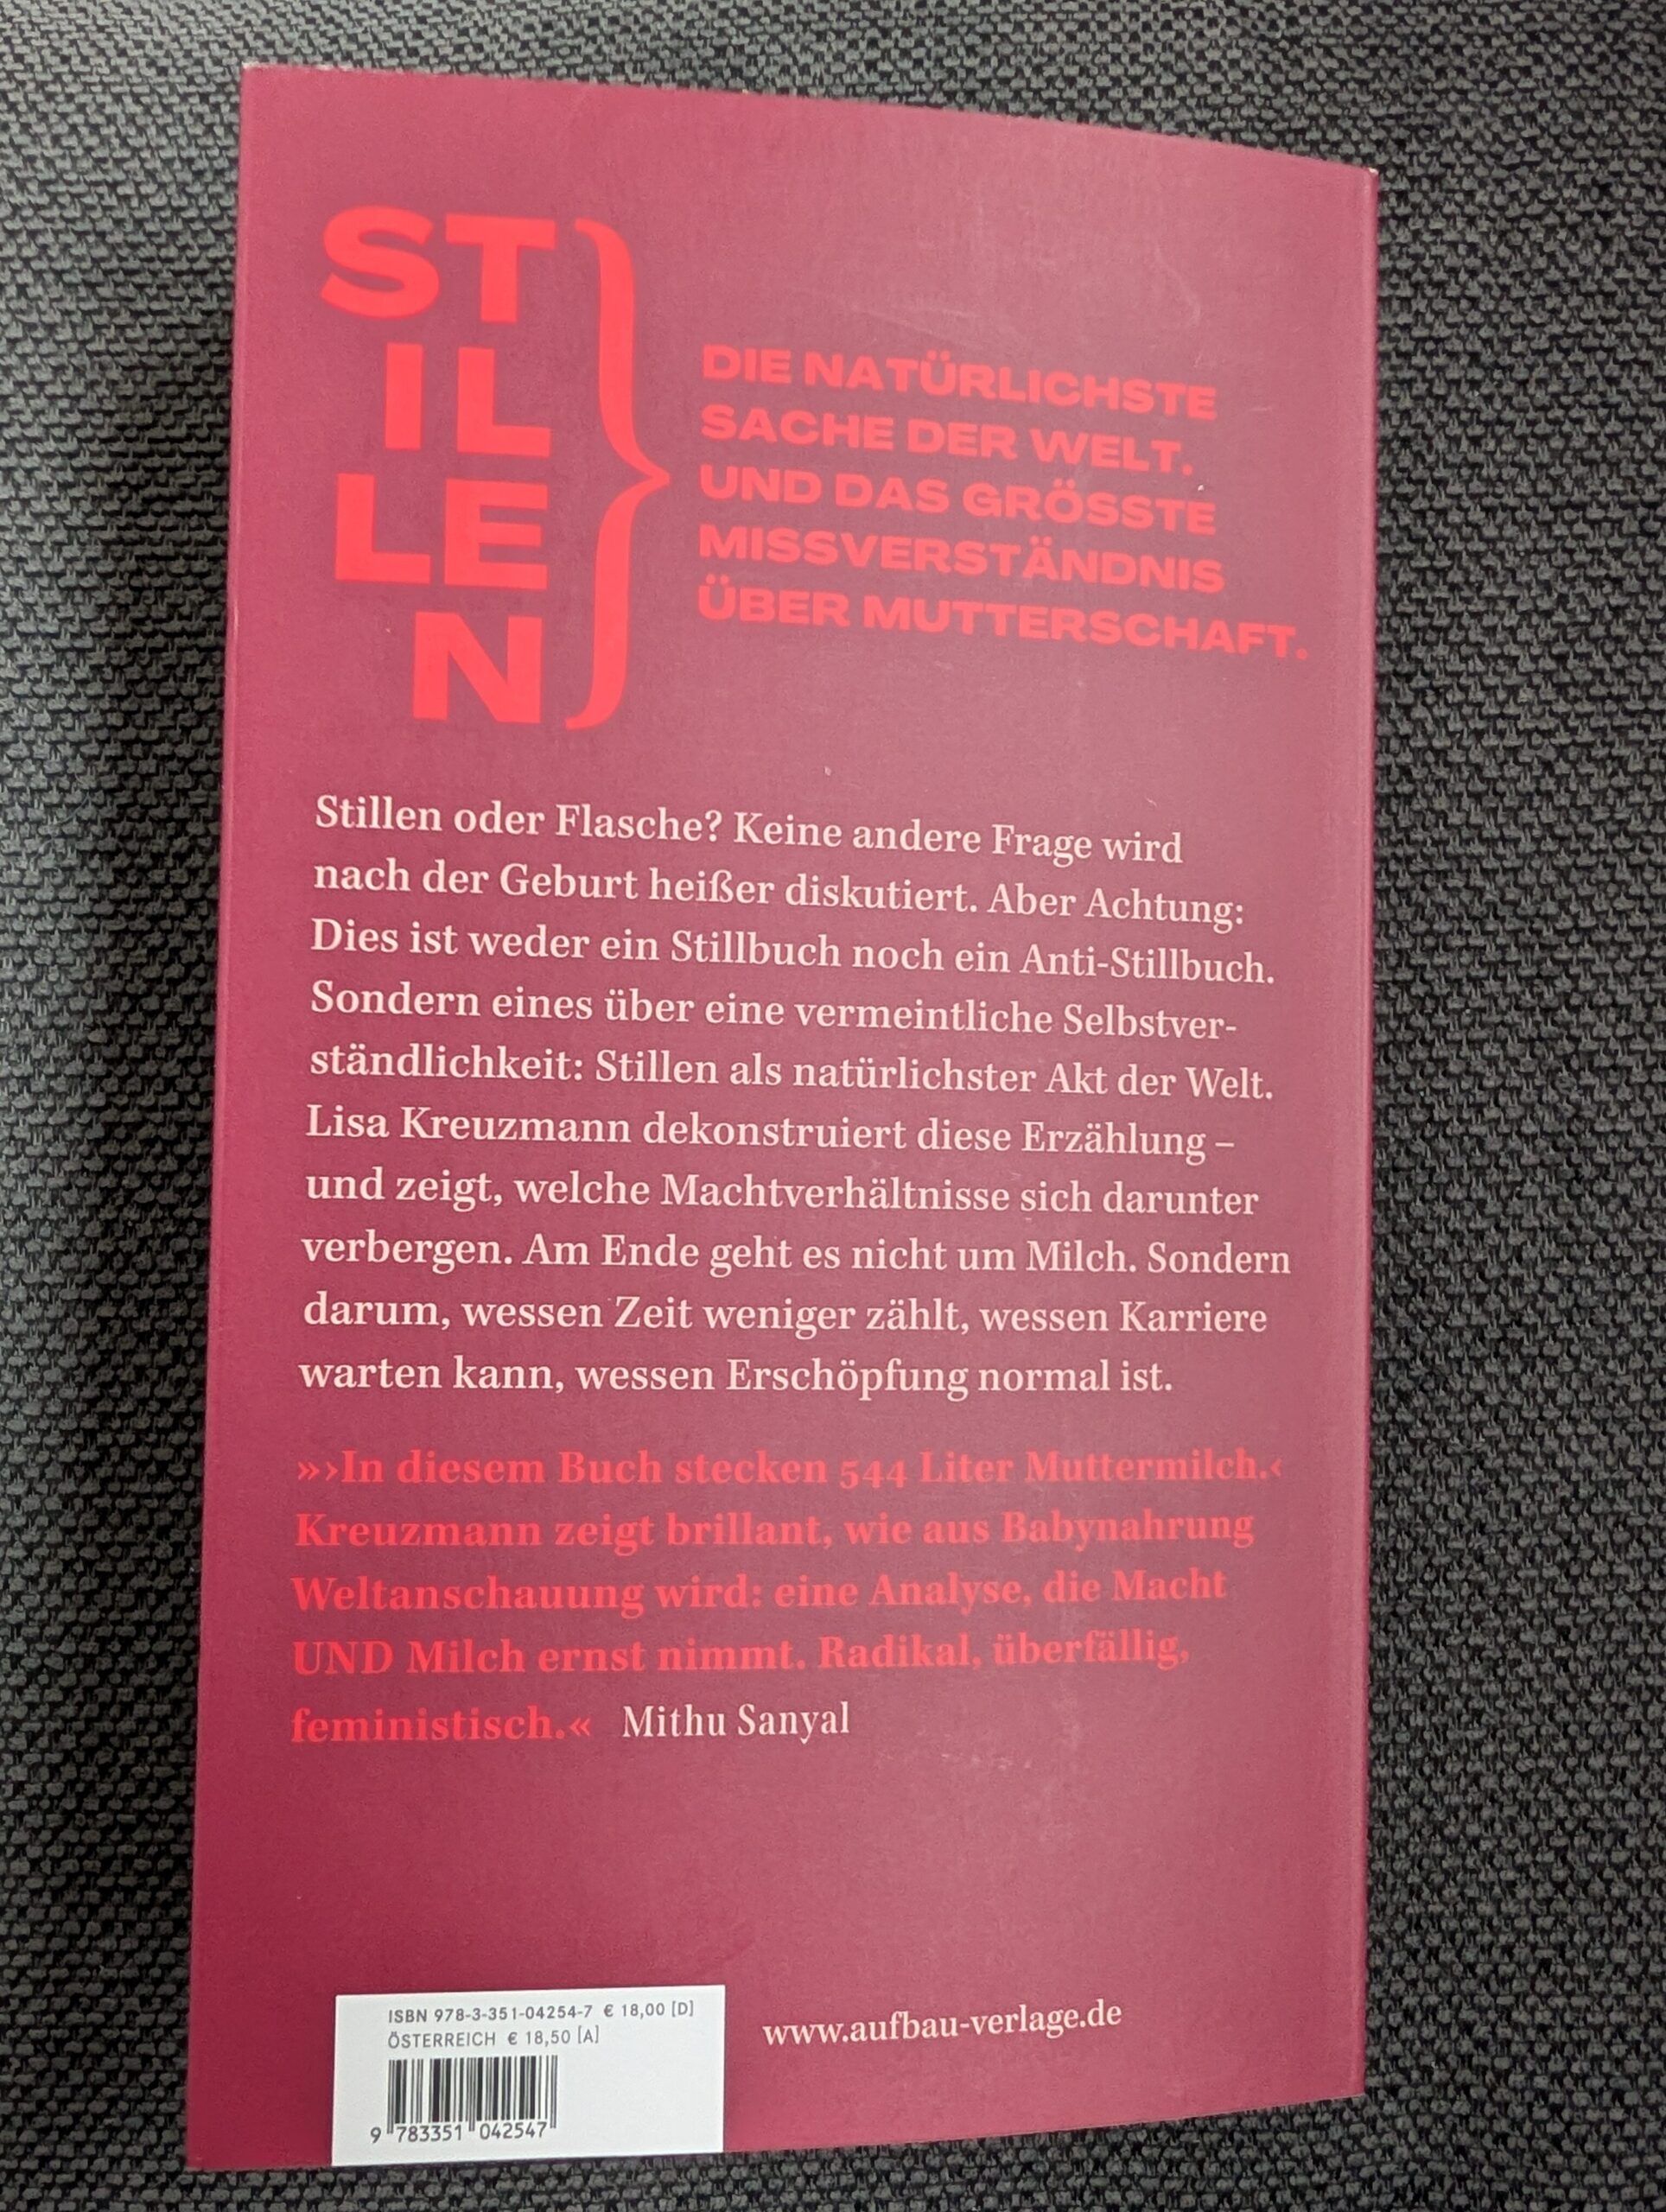 ST
IL
LE
N
DIE NATÜRLICHSTE
SACHE DER WELT.
UND DAS GRÖSSTE
MISSVERSTÄNDNIS
ÜBER MUTTERSCHAFT.
Stillen oder Flasche? Keine andere Frage wird
nach der Geburt heißer diskutiert. Aber Achtung:
Dies ist weder ein Stillbuch noch ein Anti-Stillbuch.
Sondern eines über eine vermeintliche Selbstver-
ständlichkeit: Stillen als natürlichster Akt der Welt.
Lisa Kreuzmann dekonstruiert diese Erzählung –
und zeigt, welche Machtverhältnisse sich darunter
verbergen. Am Ende geht es nicht um Milch. Sondern
darum, wessen Zeit weniger zählt, wessen Karriere
warten kann, wessen Erschöpfung normal ist.
»›In diesem Buch stecken 544 Liter Muttermilch.‹
Kreuzmann zeigt brillant, wie aus Babynahrung
Weltanschauung wird: eine Analyse, die Macht
UND Milch ernst nimmt. Radikal, überfällig,
feministisch.« Mithu Sanyal
ISBN 978-3-351-04254-7 € 18,00 [D]
ÖSTERREICH € 18,50 [A]
9 783351 042547
www.aufbau-verlage.de